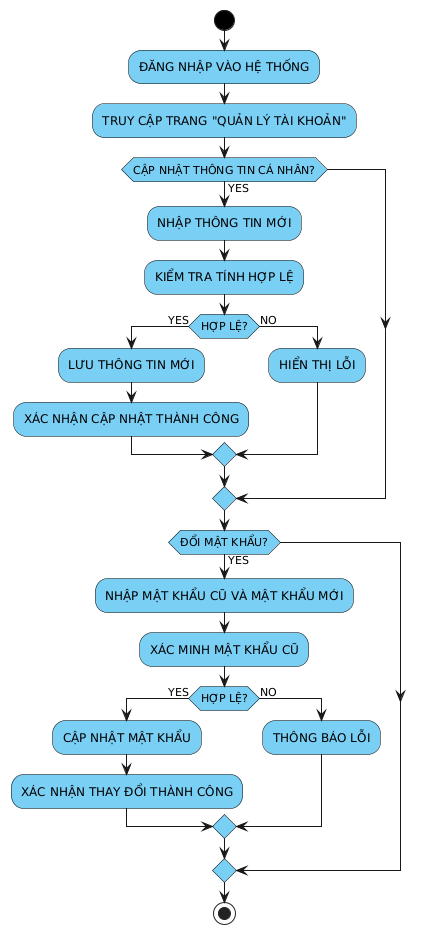 ĐĂNG NHẬP VÀO HỆ THỐNG
TRUY CẬP TRANG "QUẢN LÝ TÀI KHOẢN"
CẬP NHẬT THÔNG TIN CÁ NHÂN?
YES
NHẬP THÔNG TIN MỚI
KIỂM TRA TÍNH HỢP LỆ
YES
HỢP LỆ?
NO
LƯU THÔNG TIN MỚI
HIỂN THỊ LỖI
XÁC NHẬN CẬP NHẬT THÀNH CÔNG
ĐỔI MẬT KHẨU?
YES
NHẬP MẬT KHẨU CŨ VÀ MẬT KHẨU MỚI
XÁC MINH MẬT KHẨU CŨ
YES
HỢP LỆ?
NO
CẬP NHẬT MẬT KHẨU
THÔNG BÁO LỖI
XÁC NHẬN THAY ĐỔI THÀNH CÔNG